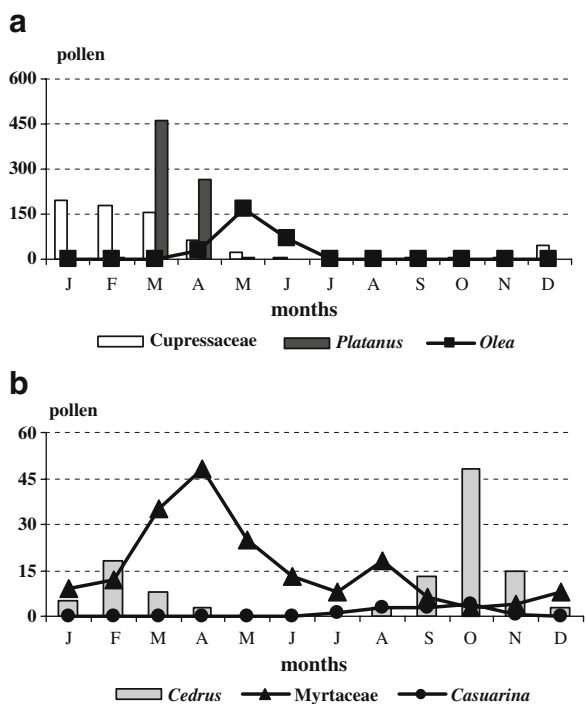 a
pollen
600
450
300
150
0
J F M A M J J A S O N D
months
Cupressaceae Platanus Olea
b
pollen
60
45
30
15
0
J F M A M J J A S O N D
months
Cedrus Myrtaceae Casuarina